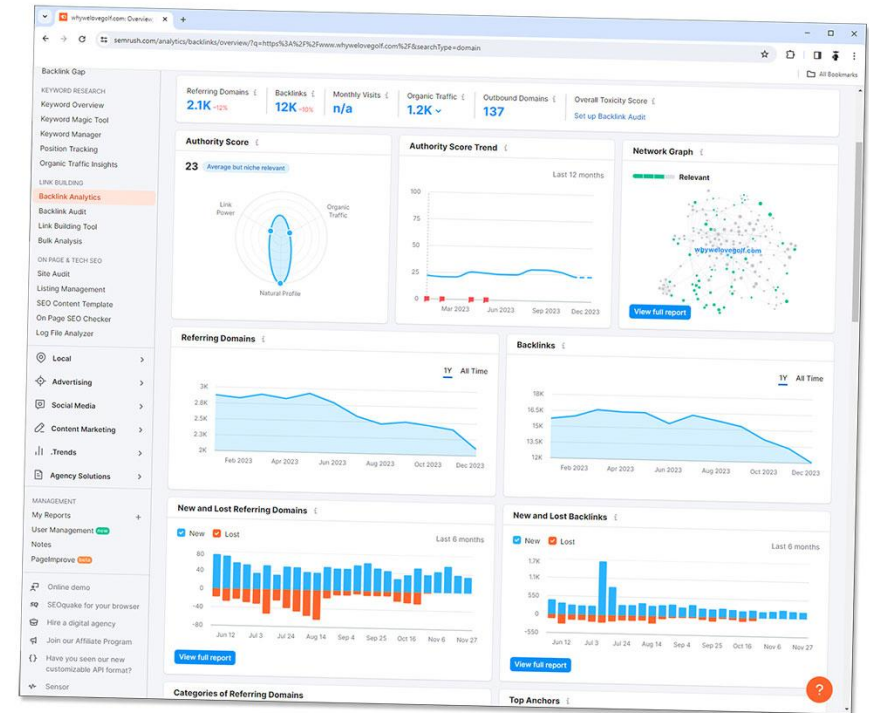 whywelovegolf.com: Overview
semrush.com/analytics/backlinks/overview/?q=https%3A%2F%2Fwww.whywelovegolf.com%2F&searchType=domain
All Bookmarks
Backlink Gap
KEYWORD RESEARCH
Keyword Overview
Keyword Magic Tool
Keyword Manager
Position Tracking
Organic Traffic Insights
LINK BUILDING
Backlink Analytics
Backlink Audit
Link Building Tool
Bulk Analysis
ON PAGE & TECH SEO
Site Audit
Listing Management
SEO Content Template
On Page SEO Checker
Log File Analyzer
Local
Advertising
Social Media
Content Marketing
.Trends
Agency Solutions
MANAGEMENT
My Reports +
User Management new
Notes
PageImprove BETA
Online demo
SEOquake for your browser
Hire a digital agency
Join our Affiliate Program
Have you seen our new
customizable API format?
Sensor
Referring Domains
2.1K -12%
Backlinks
12K -10%
Monthly Visits
n/a
Organic Traffic
1.2K
Outbound Domains
137
Overall Toxicity Score
Set up Backlink Audit
Authority Score
23 Average but niche relevant
Link
Power
Organic
Traffic
Natural Profile
Authority Score Trend
Last 12 months
100
75
50
25
0
Mar 2023 Jun 2023 Sep 2023 Dec 2023
Network Graph
Relevant
whywelovegolf.com
View full report
Referring Domains
1Y All Time
3K
2.8K
2.5K
2.3K
2K
Feb 2023 Apr 2023 Jun 2023 Aug 2023 Oct 2023 Dec 2023
Backlinks
1Y All Time
18K
16.5K
15K
13.5K
12K
Feb 2023 Apr 2023 Jun 2023 Aug 2023 Oct 2023 Dec 2023
New and Lost Referring Domains
New Lost
Last 6 months
80
40
0
-40
-80
Jun 12 Jul 3 Jul 24 Aug 14 Sep 4 Sep 25 Oct 16 Nov 6 Nov 27
View full report
New and Lost Backlinks
New Lost
Last 6 months
1.7K
1.1K
550
0
-550
Jun 12 Jul 3 Jul 24 Aug 14 Sep 4 Sep 25 Oct 16 Nov 6 Nov 27
View full report
Categories of Referring Domains
Top Anchors
?